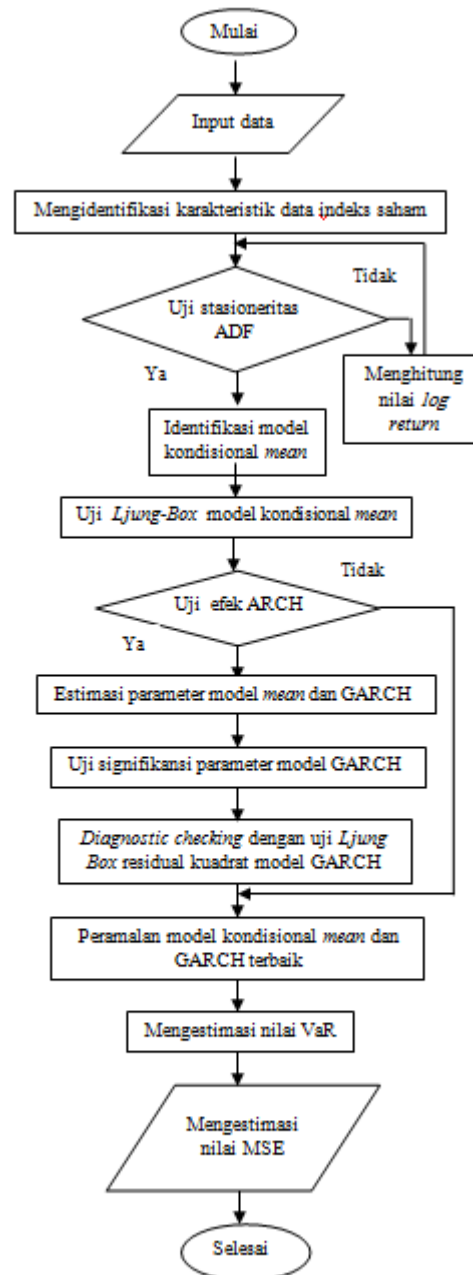 Mulai
Input data
Mengidentifikasi karakteristik data indeks saham
Tidak
Uji stasioneritas
ADF
Ya
Menghitung
nilai log
return
Identifikasi model
kondisional mean
Uji Ljung-Box model kondisional mean
Tidak
Uji efek ARCH
Ya
Estimasi parameter model mean dan GARCH
Uji signifikansi parameter model GARCH
Diagnostic checking dengan uji Ljung
Box residual kuadrat model GARCH
Peramalan model kondisional mean dan
GARCH terbaik
Mengestimasi nilai VaR
Mengestimasi
nilai MSE
Selesai